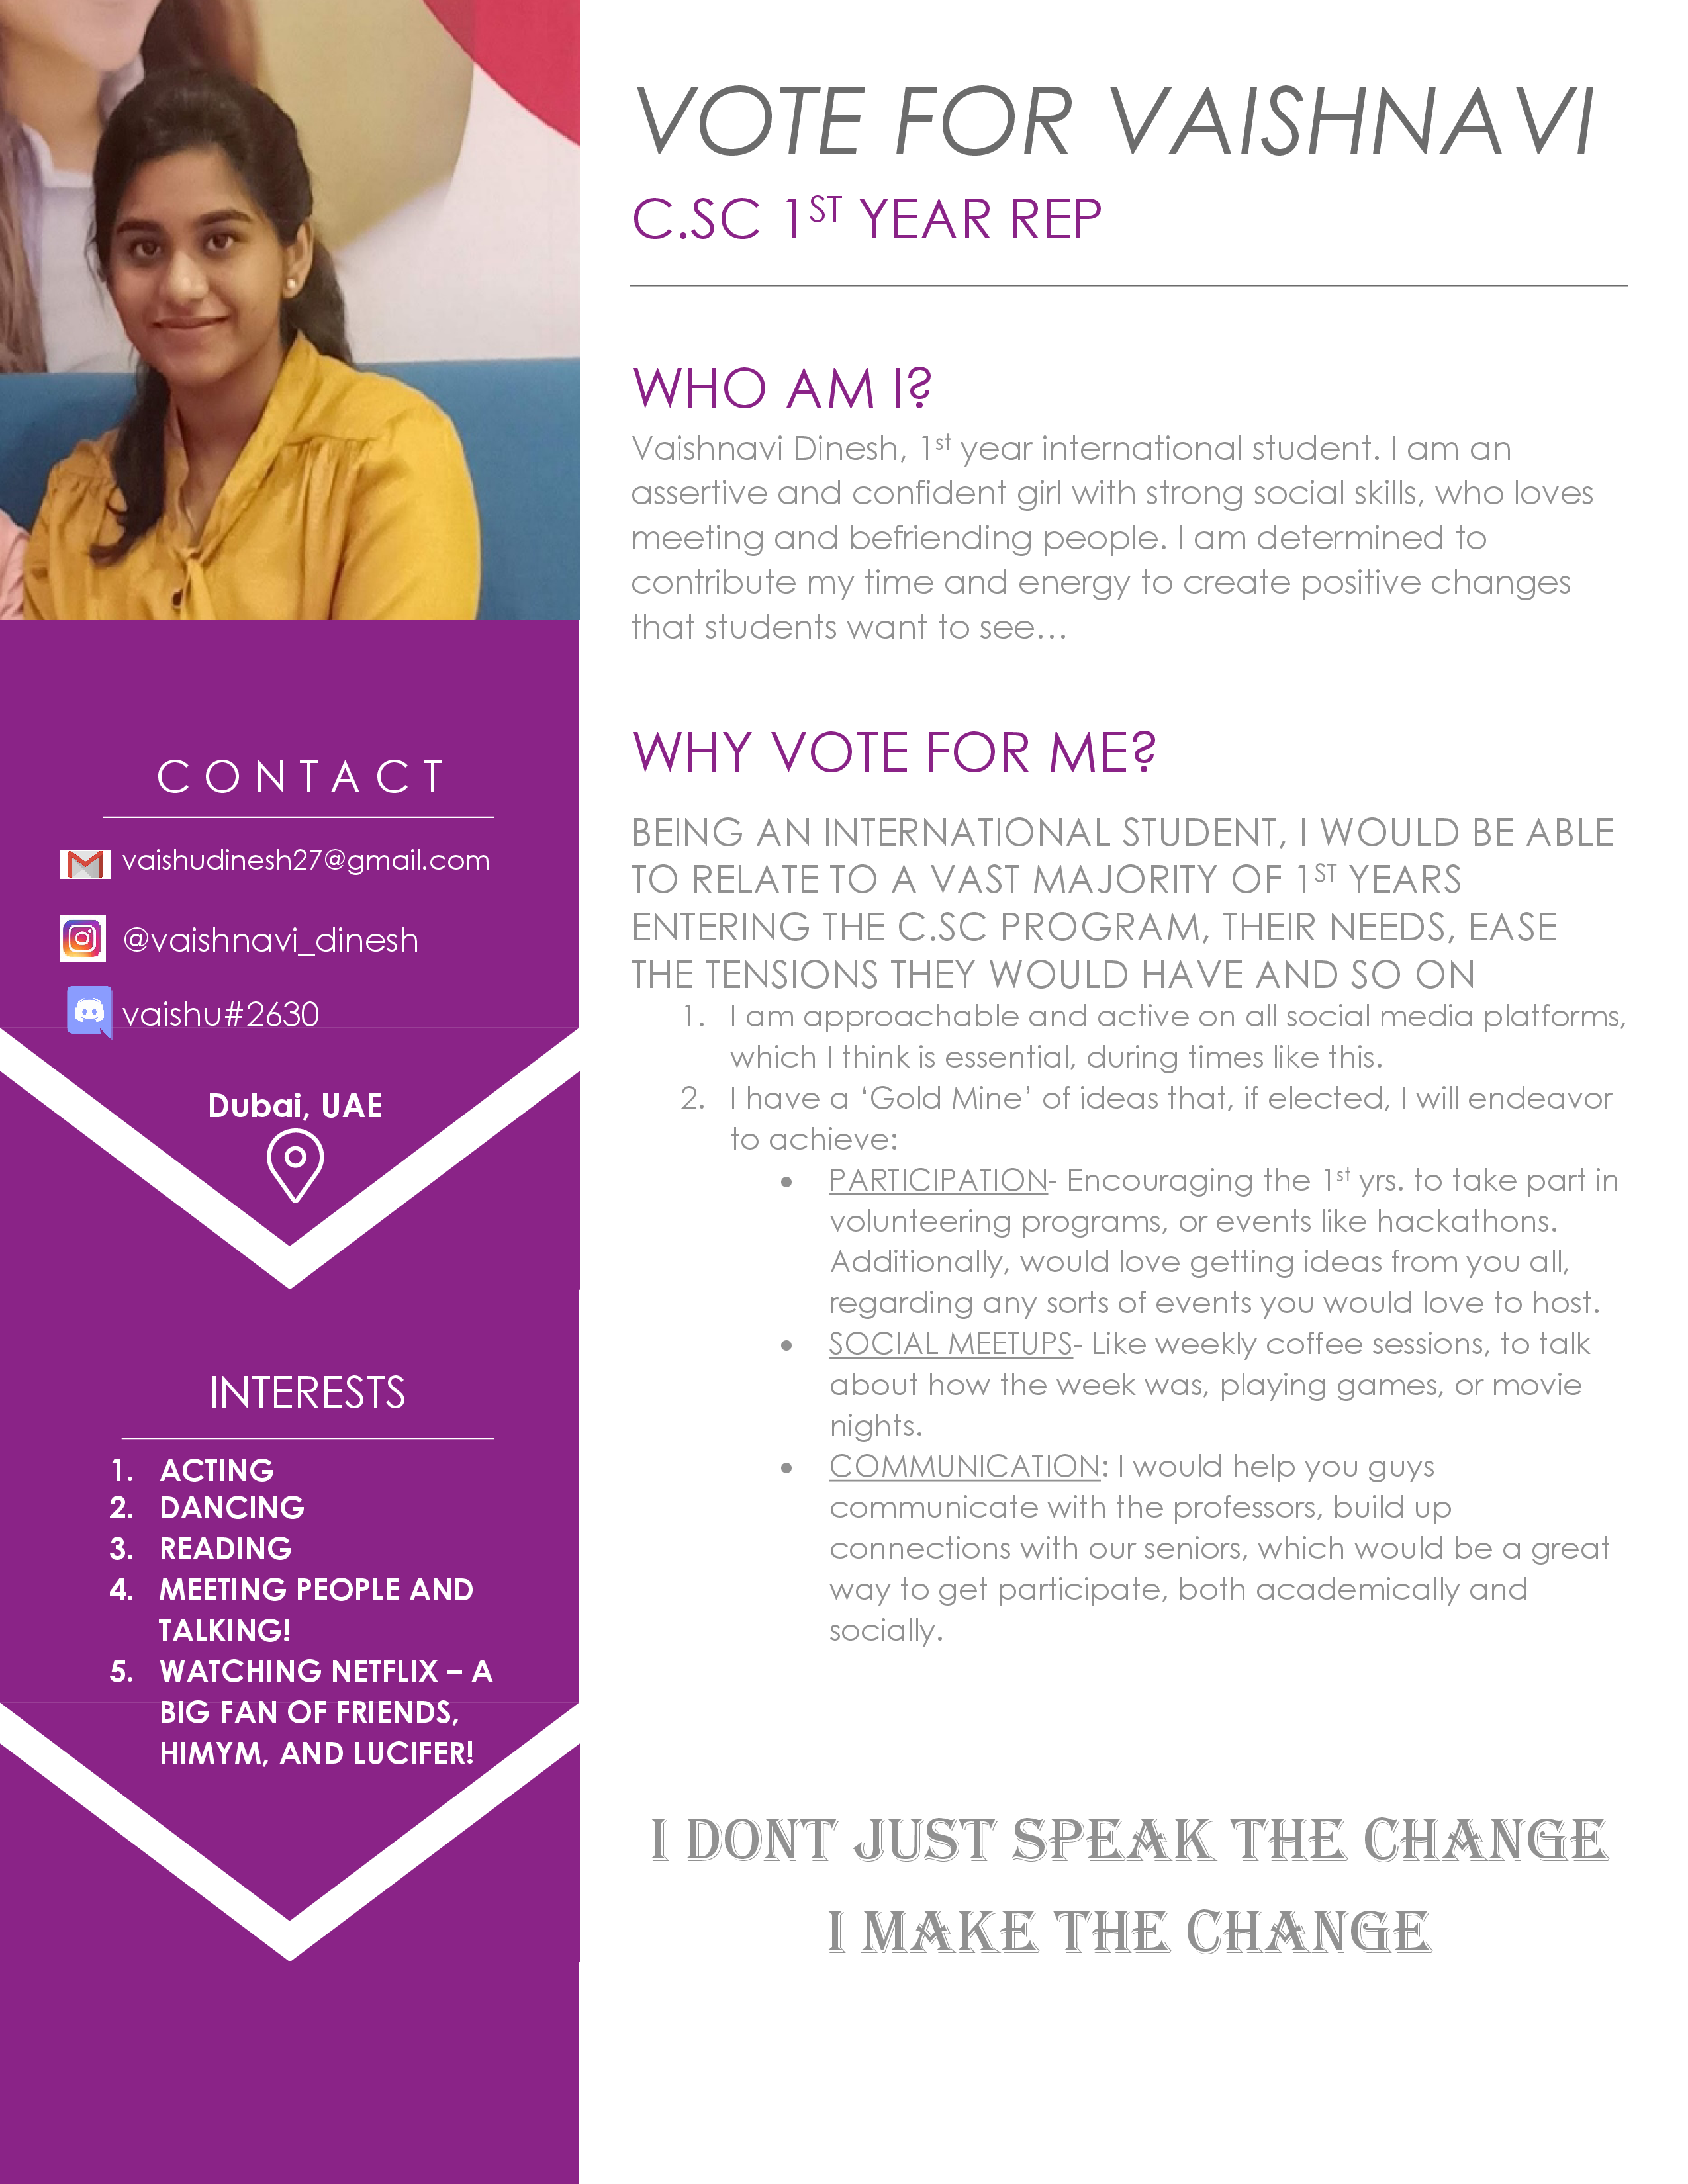 VOTE FOR VAISHNAVI
C.SC 1ST YEAR REP
WHO AM I?
Vaishnavi Dinesh, 1st year international student. I am an
assertive and confident girl with strong social skills, who loves
meeting and befriending people. I am determined to
contribute my time and energy to create positive changes
that students want to see…
WHY VOTE FOR ME?
BEING AN INTERNATIONAL STUDENT, I WOULD BE ABLE
TO RELATE TO A VAST MAJORITY OF 1ST YEARS
ENTERING THE C.SC PROGRAM, THEIR NEEDS, EASE
THE TENSIONS THEY WOULD HAVE AND SO ON
1. I am approachable and active on all social media platforms,
which I think is essential, during times like this.
2. I have a ‘Gold Mine’ of ideas that, if elected, I will endeavor
to achieve:
• PARTICIPATION- Encouraging the 1st yrs. to take part in
volunteering programs, or events like hackathons.
Additionally, would love getting ideas from you all,
regarding any sorts of events you would love to host.
• SOCIAL MEETUPS- Like weekly coffee sessions, to talk
about how the week was, playing games, or movie
nights.
• COMMUNICATION: I would help you guys
communicate with the professors, build up
connections with our seniors, which would be a great
way to get participate, both academically and
socially.
I DONT JUST SPEAK THE CHANGE
I MAKE THE CHANGE
CONTACT
vaishudinesh27@gmail.com
@vaishnavi_dinesh
vaishu#2630
Dubai, UAE
INTERESTS
1. ACTING
2. DANCING
3. READING
4. MEETING PEOPLE AND
TALKING!
5. WATCHING NETFLIX – A
BIG FAN OF FRIENDS,
HIMYM, AND LUCIFER!